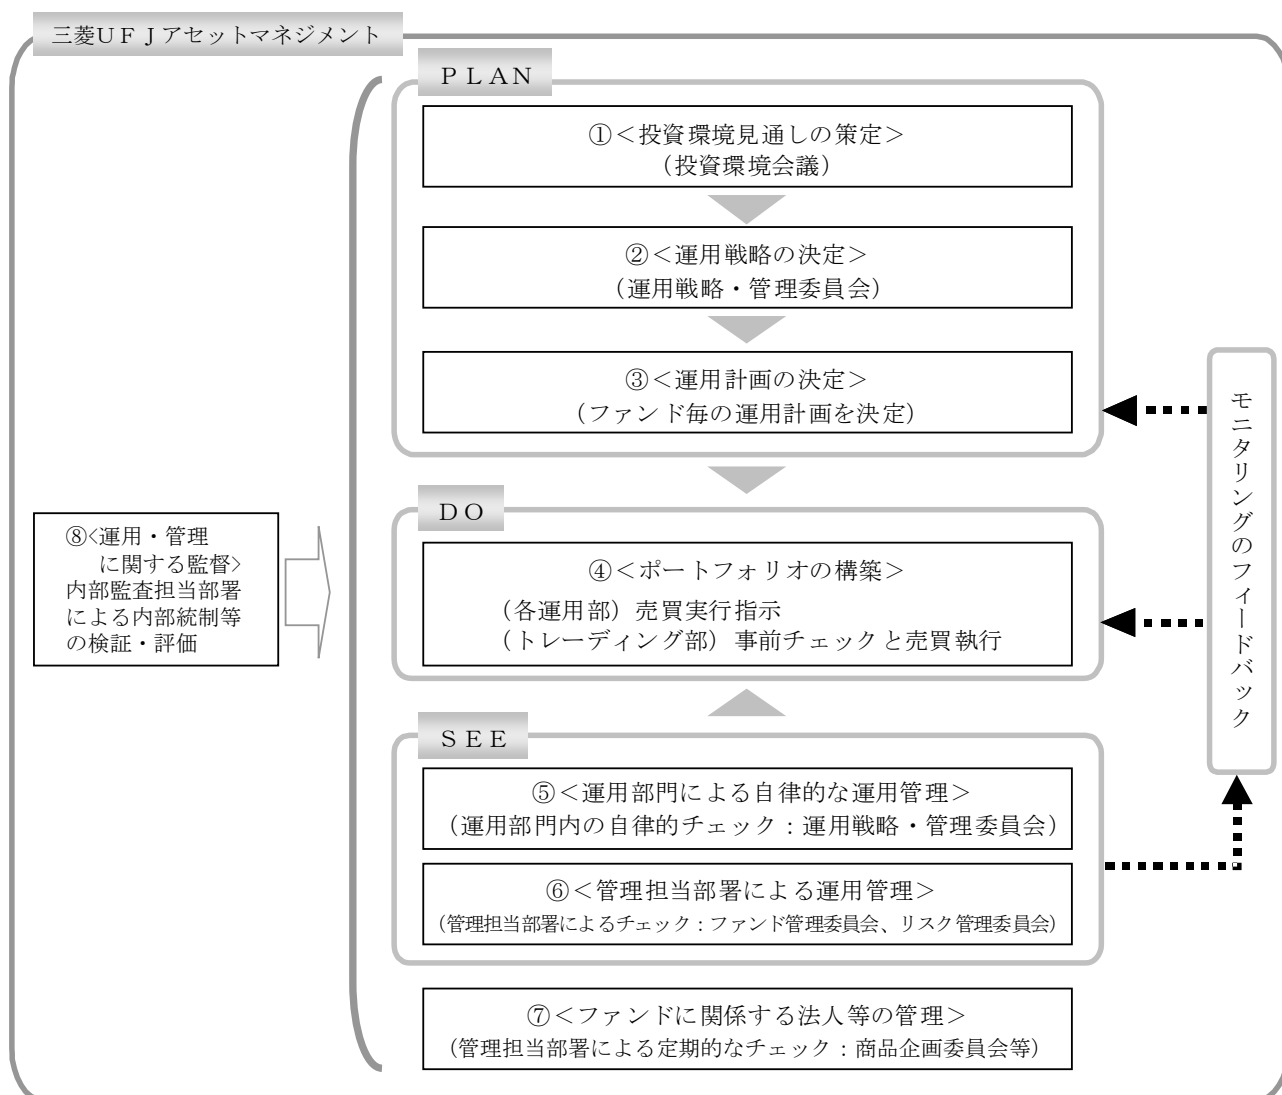 三菱UFJアセットマネジメント
PLAN
①<投資環境見通しの策定>
（投資環境会議）
②<運用戦略の決定>
（運用戦略・管理委員会）
③<運用計画の決定>
（ファンド毎の運用計画を決定）
DO
④<ポートフォリオの構築>
（各運用部）売買実行指示
（トレーディング部）事前チェックと売買執行
SEE
⑤<運用部門による自律的な運用管理>
（運用部門内の自律的チェック：運用戦略・管理委員会）
⑥<管理担当部署による運用管理>
（管理担当部署によるチェック：ファンド管理委員会、リスク管理委員会）
⑦<ファンドに関係する法人等の管理>
（管理担当部署による定期的なチェック：商品企画委員会等）
⑧<運用・管理
に関する監督>
内部監査担当部署
による内部統制等
の検証・評価
モニタリングのフィードバック